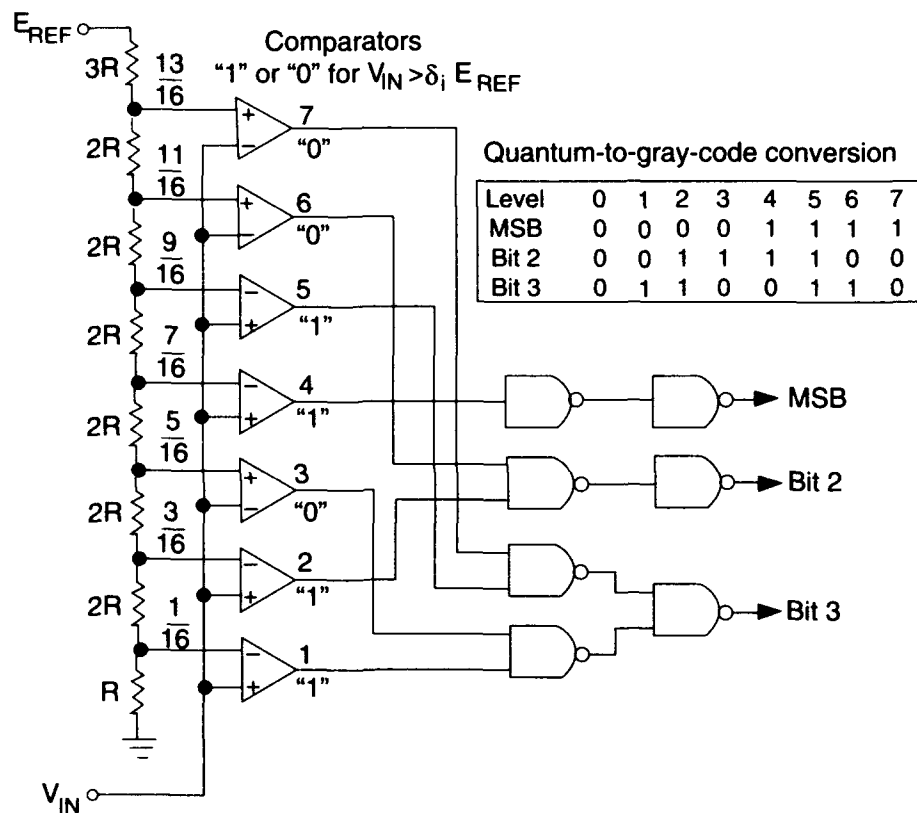 E_REF
Comparators
"1" or "0" for V_IN > δ_i E_REF
3R
13/16
+
−
7
"0"
2R
11/16
+
−
6
"0"
2R
9/16
−
+
5
"1"
2R
7/16
−
+
4
"1"
2R
5/16
+
−
3
"0"
2R
3/16
−
+
2
"1"
2R
1/16
−
+
1
"1"
R
V_IN
Quantum-to-gray-code conversion
Level 0 1 2 3 4 5 6 7
MSB 0 0 0 0 1 1 1 1
Bit 2 0 0 1 1 1 1 0 0
Bit 3 0 1 1 0 0 1 1 0
MSB
Bit 2
Bit 3